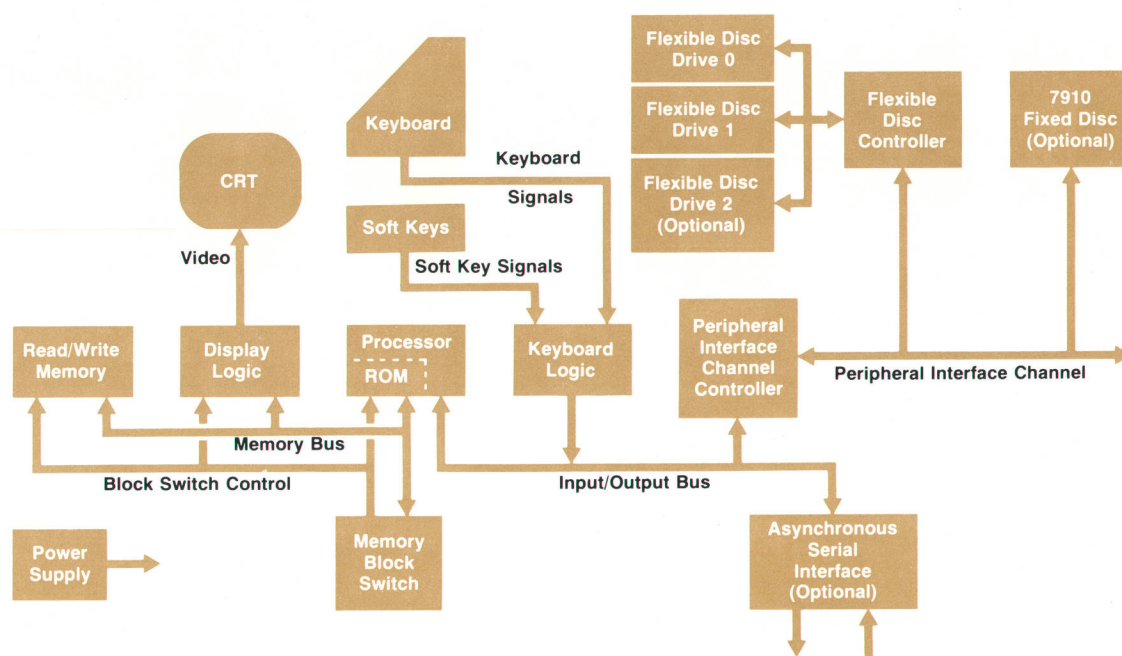 Flexible Disc
Drive 0
Flexible Disc
Drive 1
Flexible Disc
Drive 2
(Optional)
Flexible
Disc
Controller
7910
Fixed Disc
(Optional)
Keyboard
Keyboard
Signals
CRT
Soft Keys
Video
Soft Key Signals
Read/Write
Memory
Display
Logic
Processor
ROM
Keyboard
Logic
Peripheral
Interface
Channel
Controller
Peripheral Interface Channel
Memory Bus
Block Switch Control
Input/Output Bus
Power
Supply
Memory
Block
Switch
Asynchronous
Serial
Interface
(Optional)